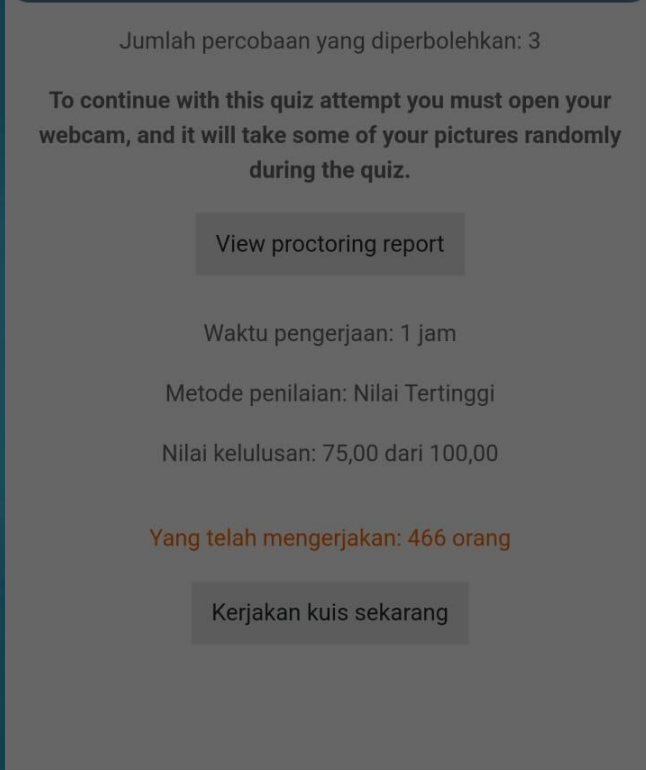 Jumlah percobaan yang diperbolehkan: 3
To continue with this quiz attempt you must open your
webcam, and it will take some of your pictures randomly
during the quiz.
View proctoring report
Waktu pengerjaan: 1 jam
Metode penilaian: Nilai Tertinggi
Nilai kelulusan: 75,00 dari 100,00
Yang telah mengerjakan: 466 orang
Kerjakan kuis sekarang